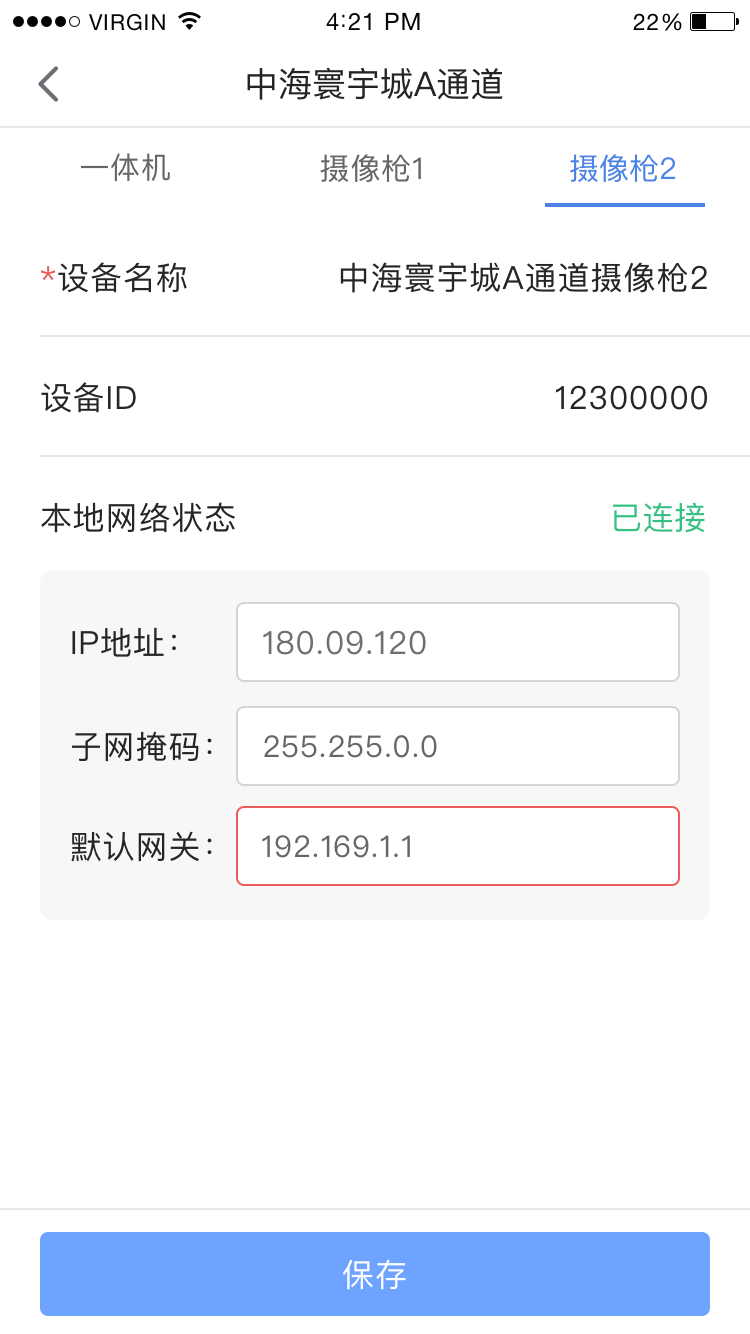 VIRGIN 4:21 PM 22%
中海寰宇城A通道
一体机 摄像枪1 摄像枪2
*设备名称 中海寰宇城A通道摄像枪2
设备ID 12300000
本地网络状态 已连接
IP地址： 180.09.120
子网掩码： 255.255.0.0
默认网关： 192.169.1.1
保存